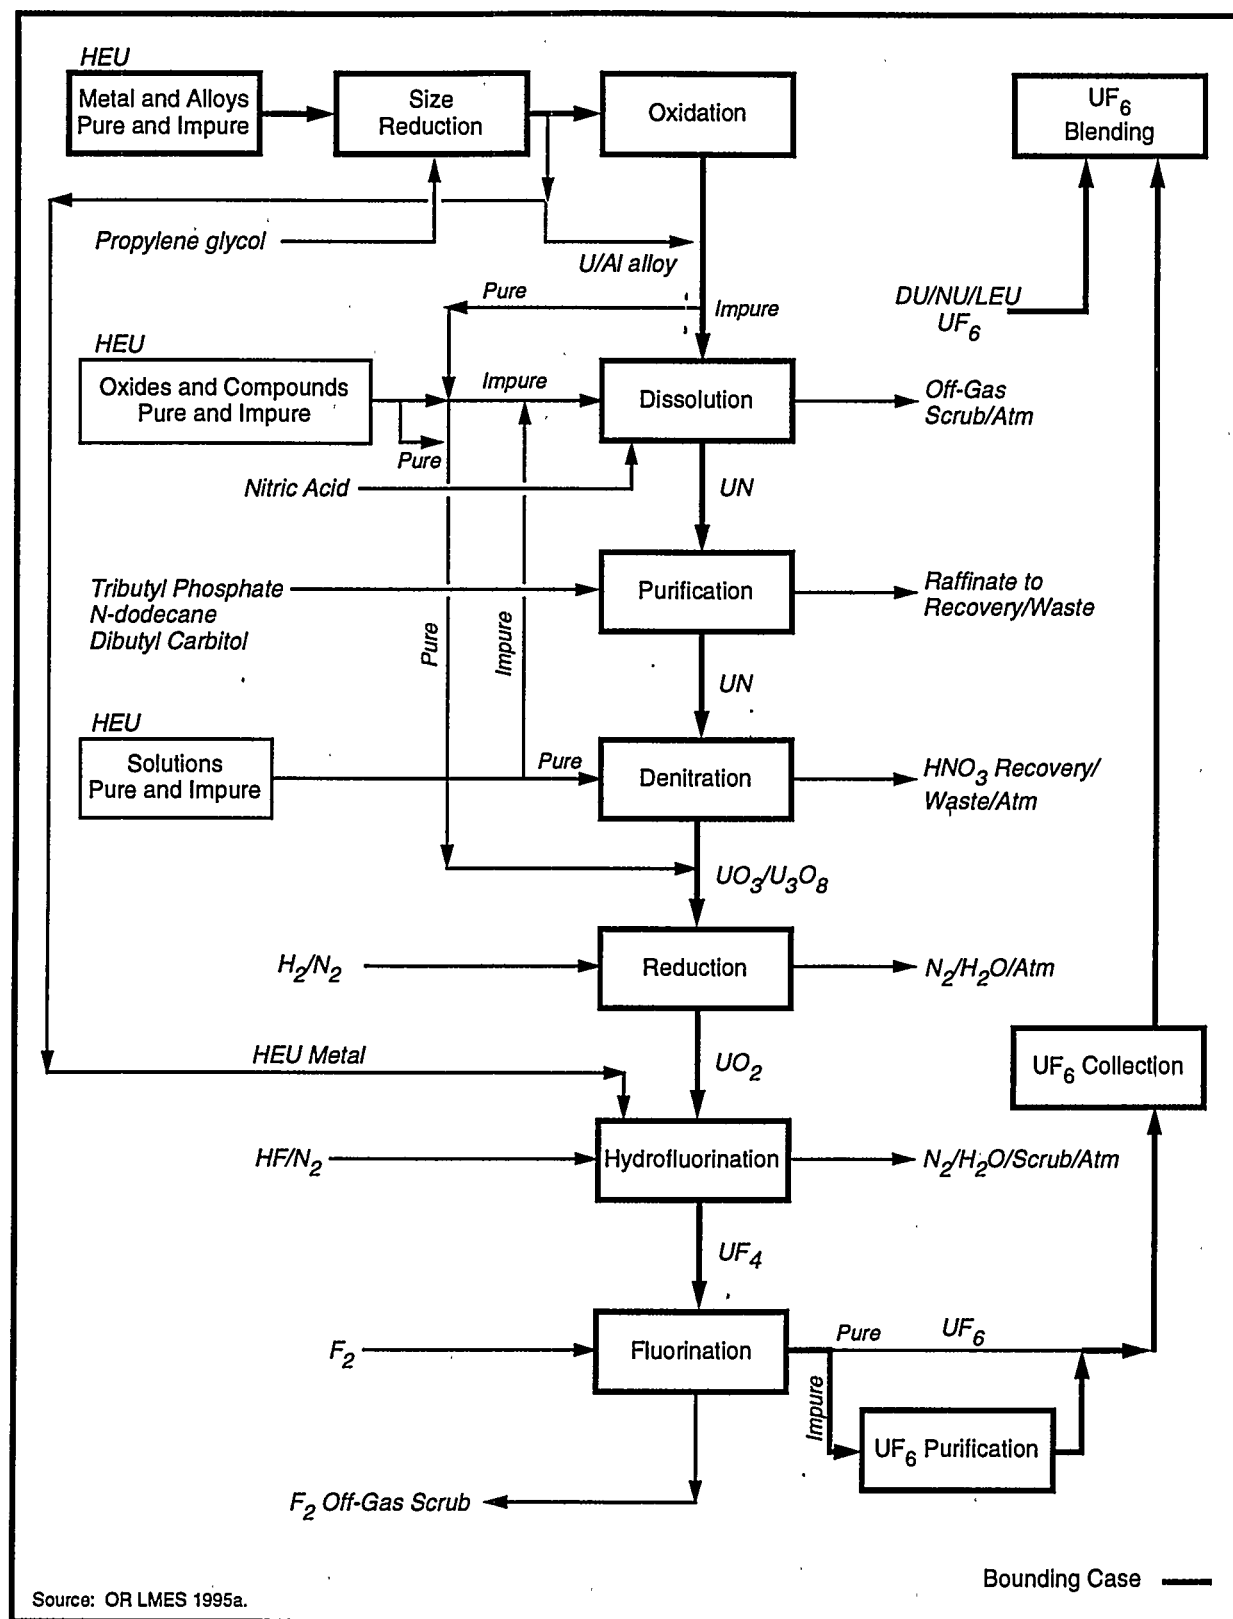 HEU
Metal and Alloys
Pure and Impure
Size
Reduction
Oxidation
UF6
Blending
Propylene glycol
U/Al alloy
Pure
Impure
DU/NU/LEU
UF6
HEU
Oxides and Compounds
Pure and Impure
Impure
Pure
Dissolution
Off-Gas
Scrub/Atm
Nitric Acid
UN
Tributyl Phosphate
N-dodecane
Dibutyl Carbitol
Pure
Impure
Purification
Raffinate to
Recovery/Waste
UN
HEU
Solutions
Pure and Impure
Pure
Denitration
HNO3 Recovery/
Waste/Atm
UO3/U3O8
H2/N2
Reduction
N2/H2O/Atm
HEU Metal
UO2
UF6 Collection
HF/N2
Hydrofluorination
N2/H2O/Scrub/Atm
UF4
F2
Fluorination
Pure
UF6
Impure
UF6 Purification
F2 Off-Gas Scrub
Bounding Case
Source: OR LMES 1995a.